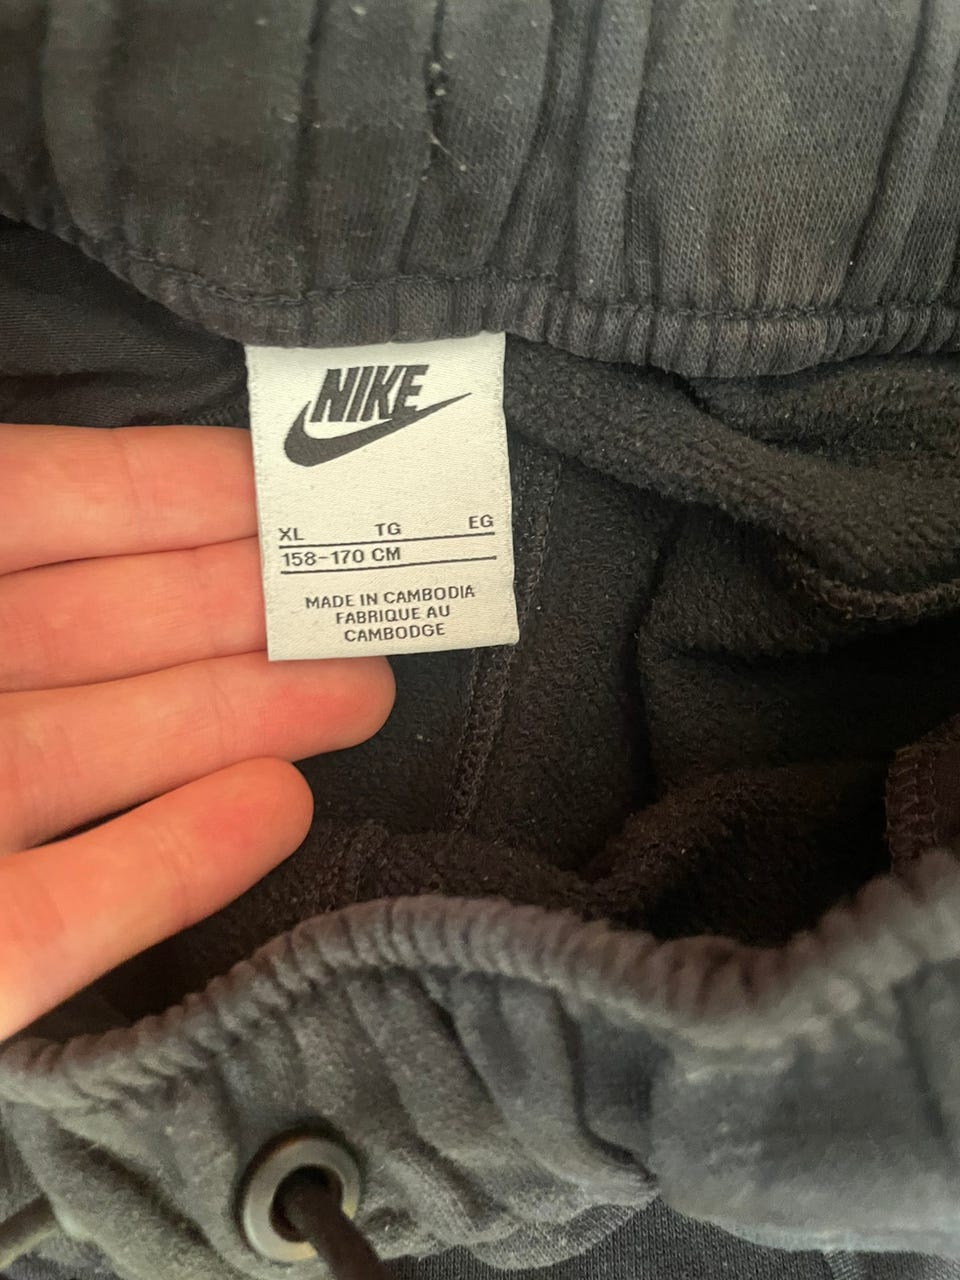 NIKE
XL TG EG
158-170 CM
MADE IN CAMBODIA
FABRIQUE AU
CAMBODGE